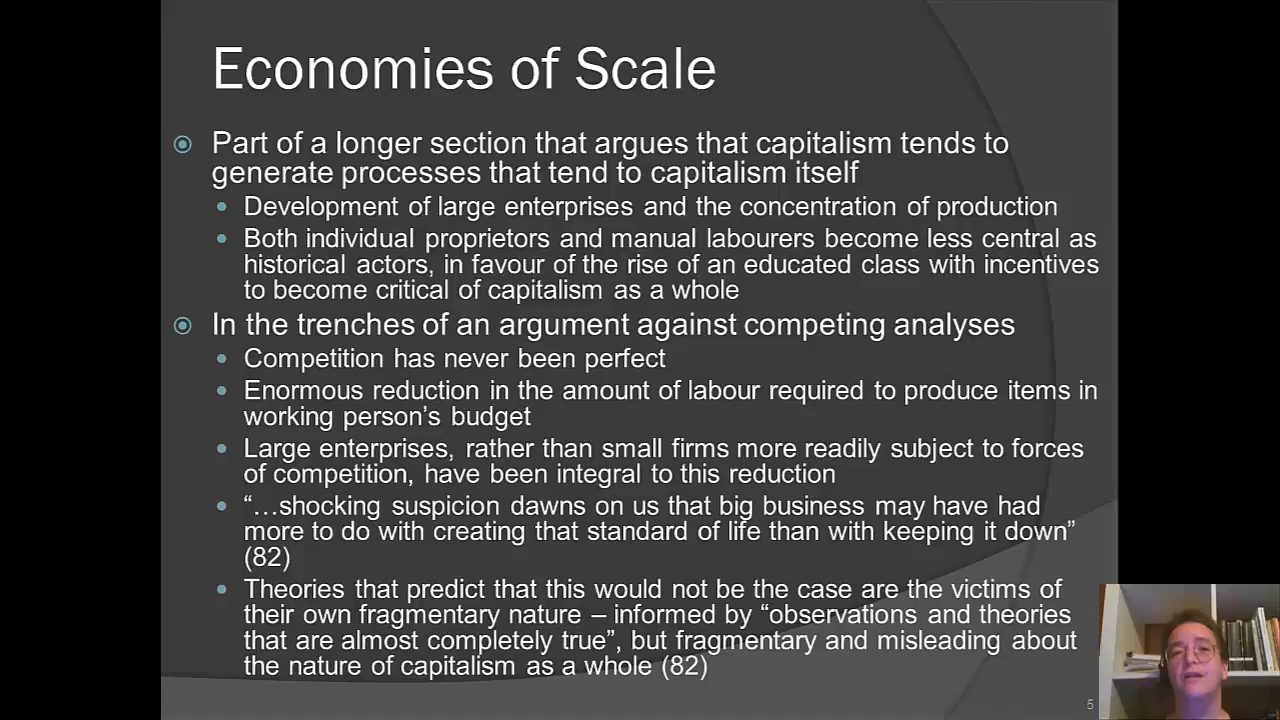 Economies of Scale
Part of a longer section that argues that capitalism tends to
generate processes that tend to capitalism itself
Development of large enterprises and the concentration of production
Both individual proprietors and manual labourers become less central as
historical actors, in favour of the rise of an educated class with incentives
to become critical of capitalism as a whole
In the trenches of an argument against competing analyses
Competition has never been perfect
Enormous reduction in the amount of labour required to produce items in
working person’s budget
Large enterprises, rather than small firms more readily subject to forces
of competition, have been integral to this reduction
“…shocking suspicion dawns on us that big business may have had
more to do with creating that standard of life than with keeping it down”
(82)
Theories that predict that this would not be the case are the victims of
their own fragmentary nature – informed by “observations and theories
that are almost completely true”, but fragmentary and misleading about
the nature of capitalism as a whole (82)
5